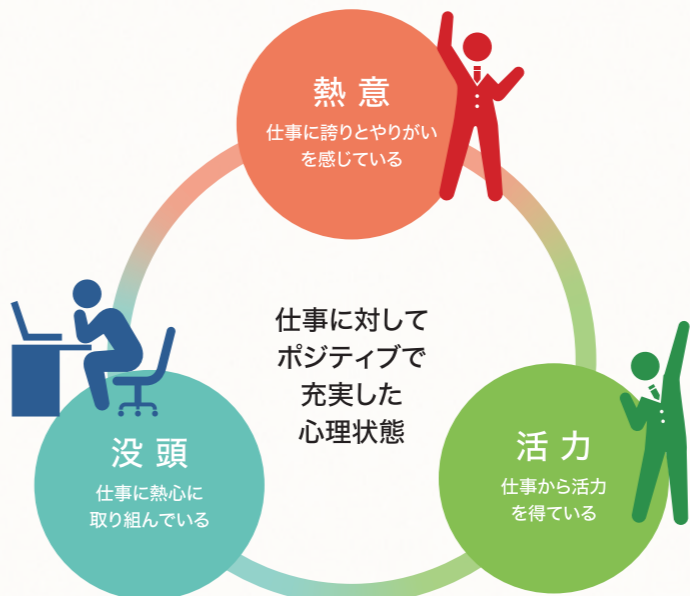 熱意
仕事に誇りとやりがい
を感じている
仕事に対して
ポジティブで
充実した
心理状態
没頭
仕事に熱心に
取り組んでいる
活力
仕事から活力
を得ている